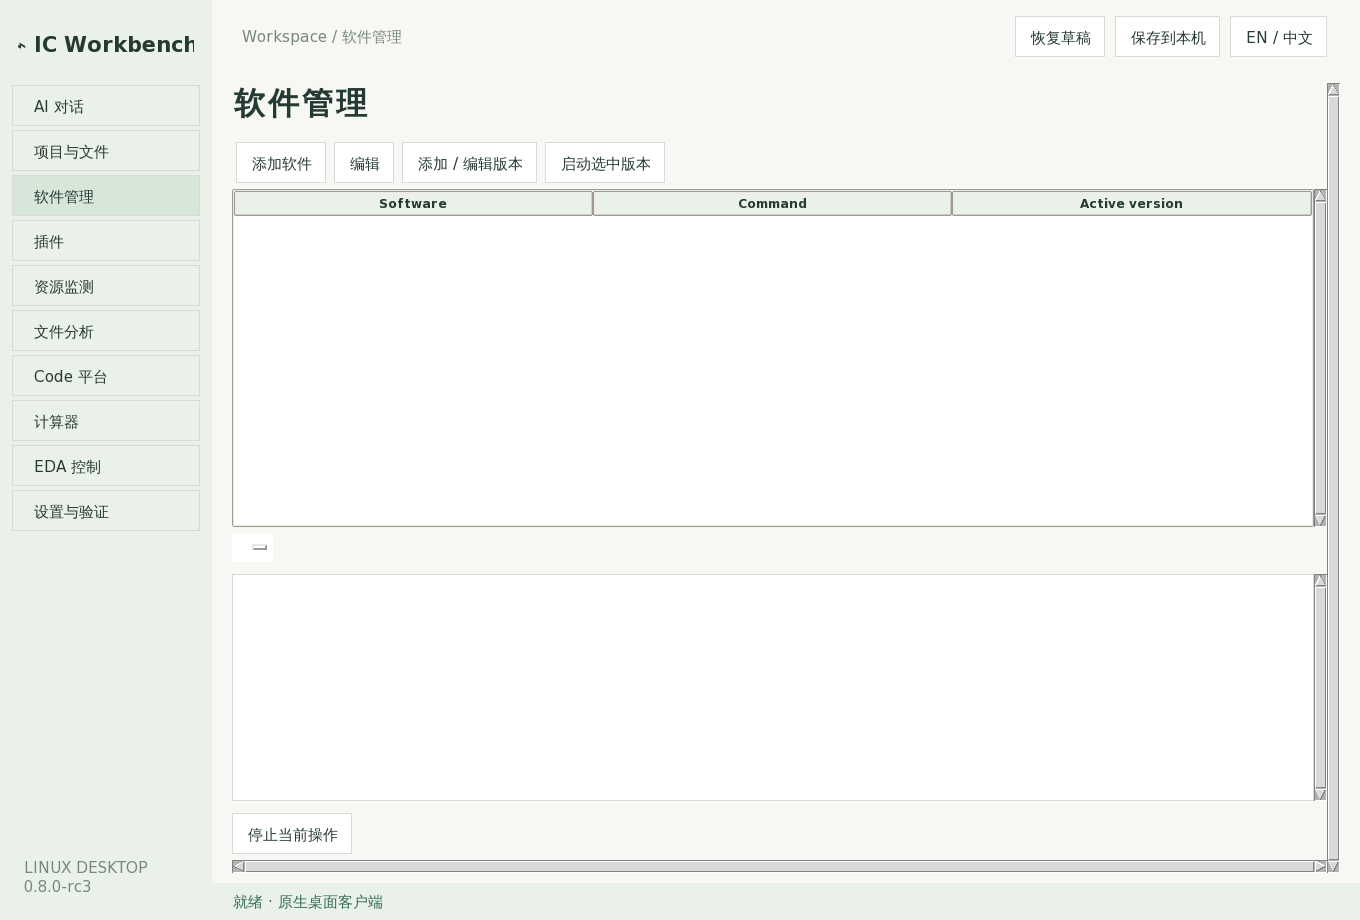 IC Workbench
AI 对话
项目与文件
软件管理
插件
资源监测
文件分析
Code 平台
计算器
EDA 控制
设置与验证
LINUX DESKTOP
0.8.0-rc3
Workspace / 软件管理
恢复草稿
保存到本机
EN / 中文
软件管理
添加软件
编辑
添加 / 编辑版本
启动选中版本
Software
Command
Active version
停止当前操作
就绪 · 原生桌面客户端